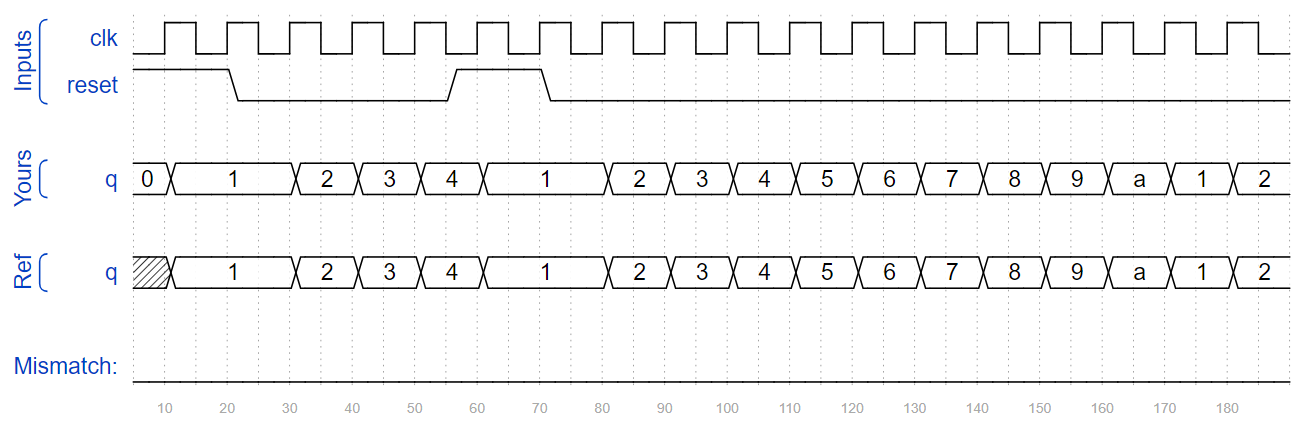 Inputs
clk
reset
Yours
q 0 1 2 3 4 1 2 3 4 5 6 7 8 9 a 1 2
Ref
q 1 2 3 4 1 2 3 4 5 6 7 8 9 a 1 2
Mismatch:
10 20 30 40 50 60 70 80 90 100 110 120 130 140 150 160 170 180